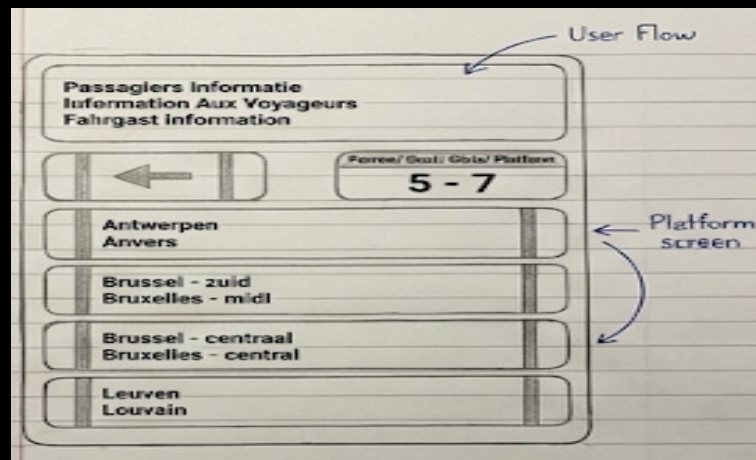 User Flow
Passagiers Informatie
Information Aux Voyageurs
Fahrgast information
5 - 7
Antwerpen
Anvers
Platform
screen
Brussel - zuid
Bruxelles - midi
Brussel - centraal
Bruxelles - central
Leuven
Louvain